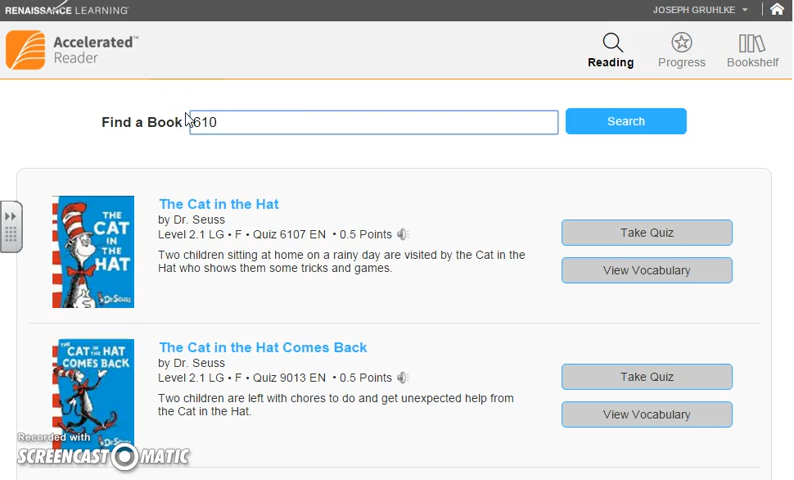 RENAISSANCE LEARNING
JOSEPH GRUHLKE
Accelerated™
Reader
Reading
Progress
Bookshelf
Find a Book
610
Search
THE
CAT
IN THE
HAT
Dr. Seuss
The Cat in the Hat
by Dr. Seuss
Level 2.1 LG • F • Quiz 6107 EN • 0.5 Points
Two children sitting at home on a rainy day are visited by the Cat in the
Hat who shows them some tricks and games.
Take Quiz
View Vocabulary
THE
CAT IN THE HAT
COMES BACK
Dr. Seuss
The Cat in the Hat Comes Back
by Dr. Seuss
Level 2.1 LG • F • Quiz 9013 EN • 0.5 Points
Two children are left with chores to do and get unexpected help from
the Cat in the Hat.
Take Quiz
View Vocabulary
Recorded with
SCREENCAST-O-MATIC